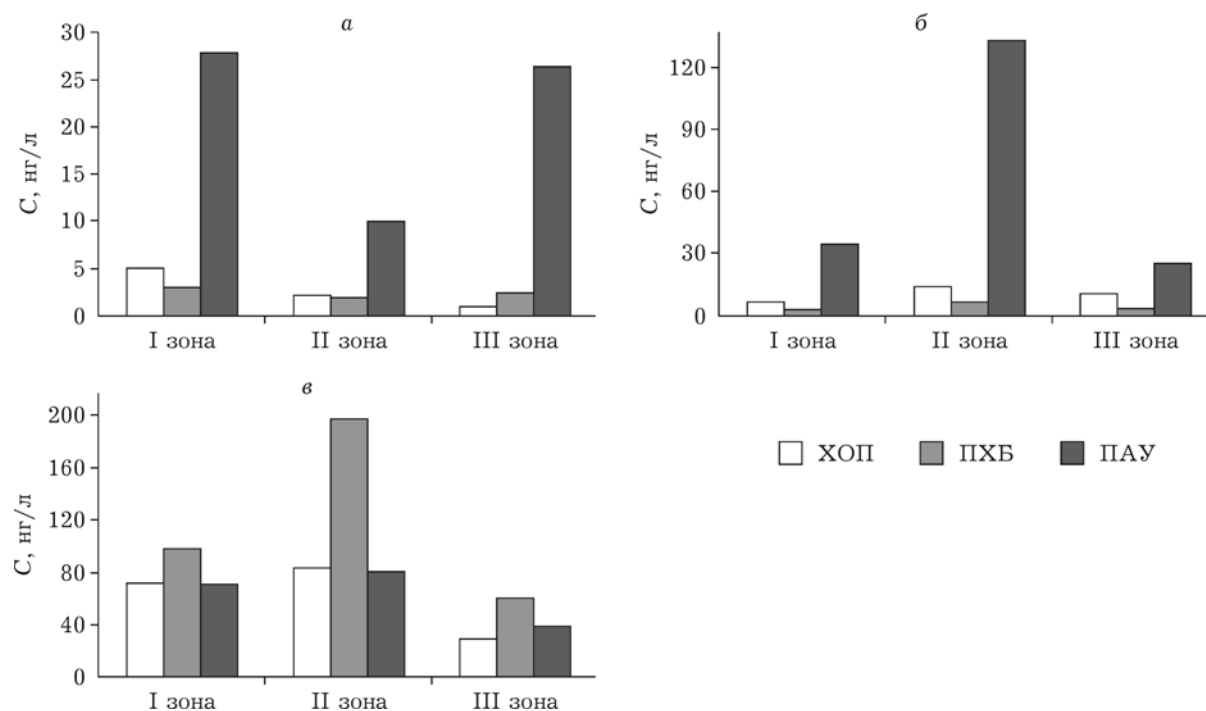 а
С, нг/л
30
25
20
15
10
5
0
I зона II зона III зона
б
С, нг/л
120
90
60
30
0
I зона II зона III зона
в
С, нг/л
200
160
120
80
40
0
I зона II зона III зона
ХОП ПХБ ПАУ